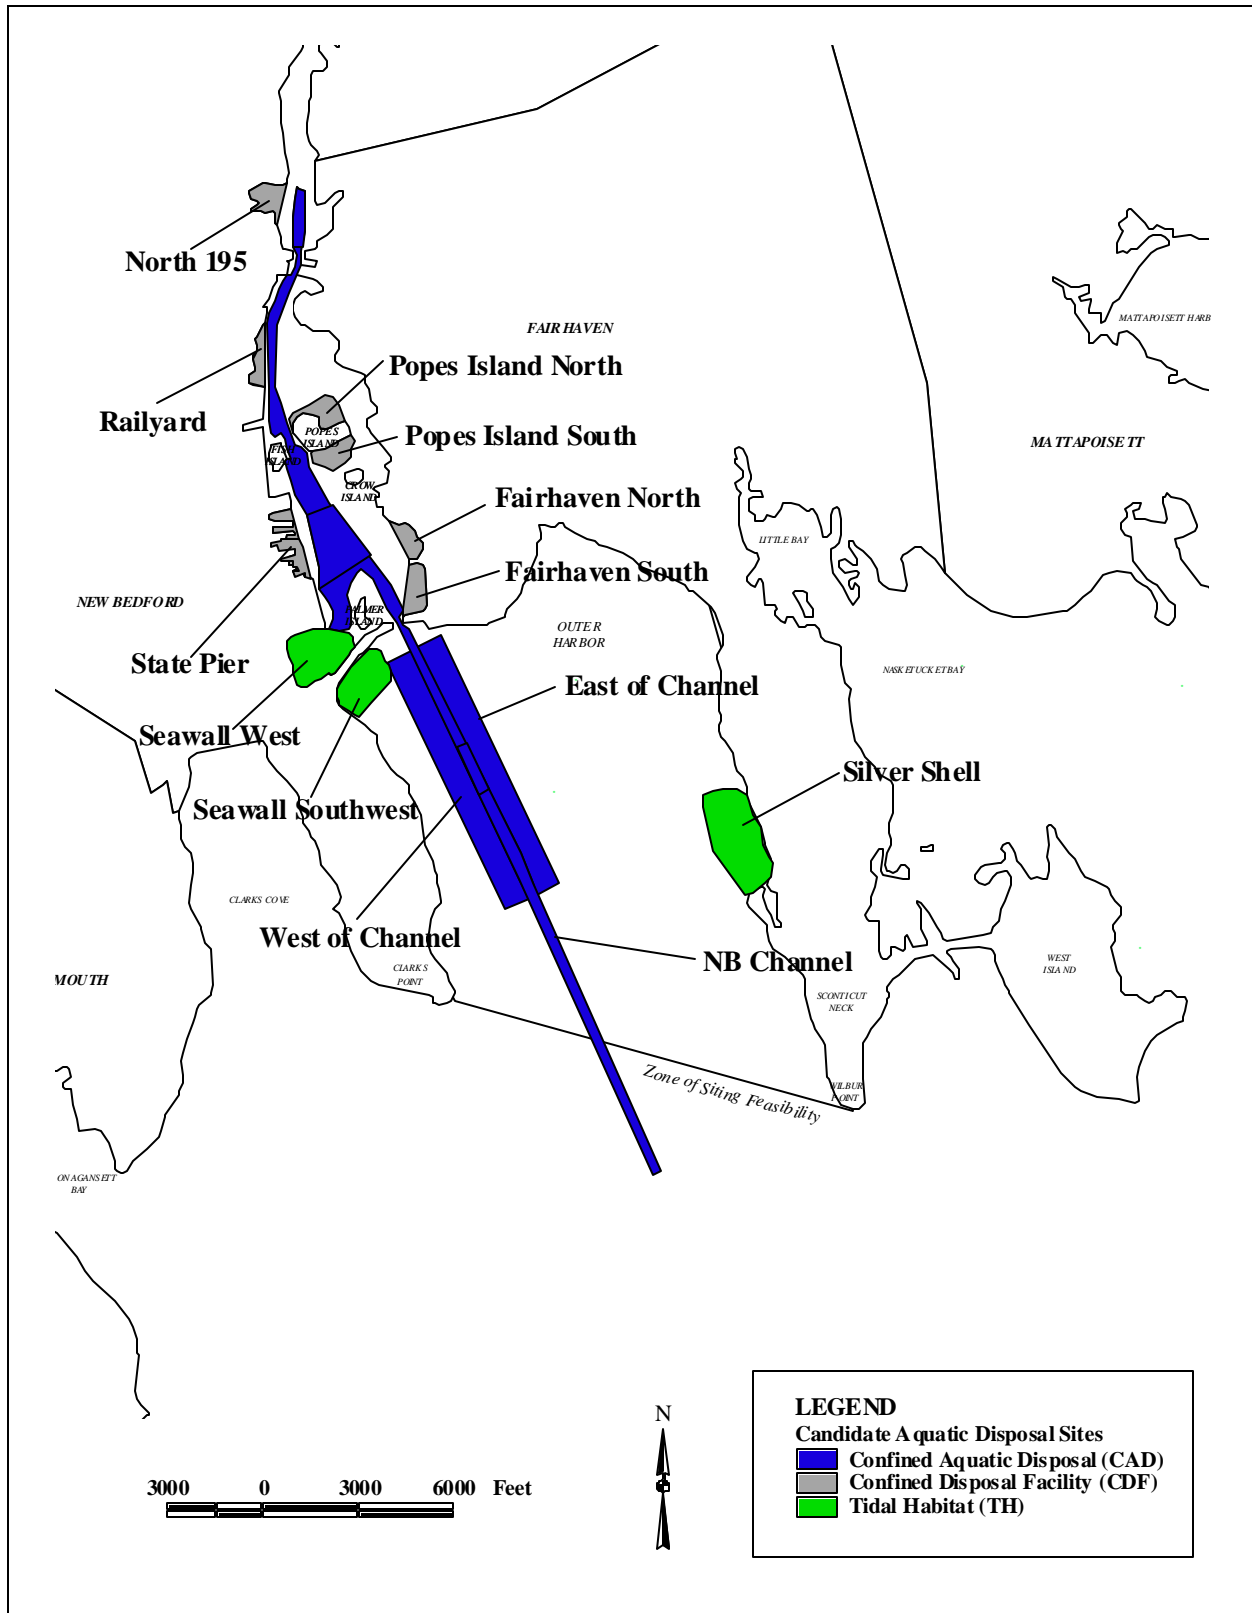 North 195
FAIRHAVEN
MATTAPOISETT HARB
Popes Island North
Railyard
POPES
ISLAND
Popes Island South
MATTAPOISETT
FISH
ISLAND
CROW
ISLAND
Fairhaven North
LITTLE BAY
Fairhaven South
NEW BEDFORD
PALMER
ISLAND
OUTER
HARBOR
State Pier
NASKETUCKET BAY
East of Channel
Seawall West
Silver Shell
Seawall Southwest
CLARKS COVE
West of Channel
NB Channel
WEST
ISLAND
CLARKS
POINT
MOUTH
SCONTICUT
NECK
Zone of Siting Feasibility
WILBUR
POINT
ONAGANSETT
BAY
LEGEND
Candidate Aquatic Disposal Sites
Confined Aquatic Disposal (CAD)
Confined Disposal Facility (CDF)
Tidal Habitat (TH)
N
3000 0 3000 6000 Feet